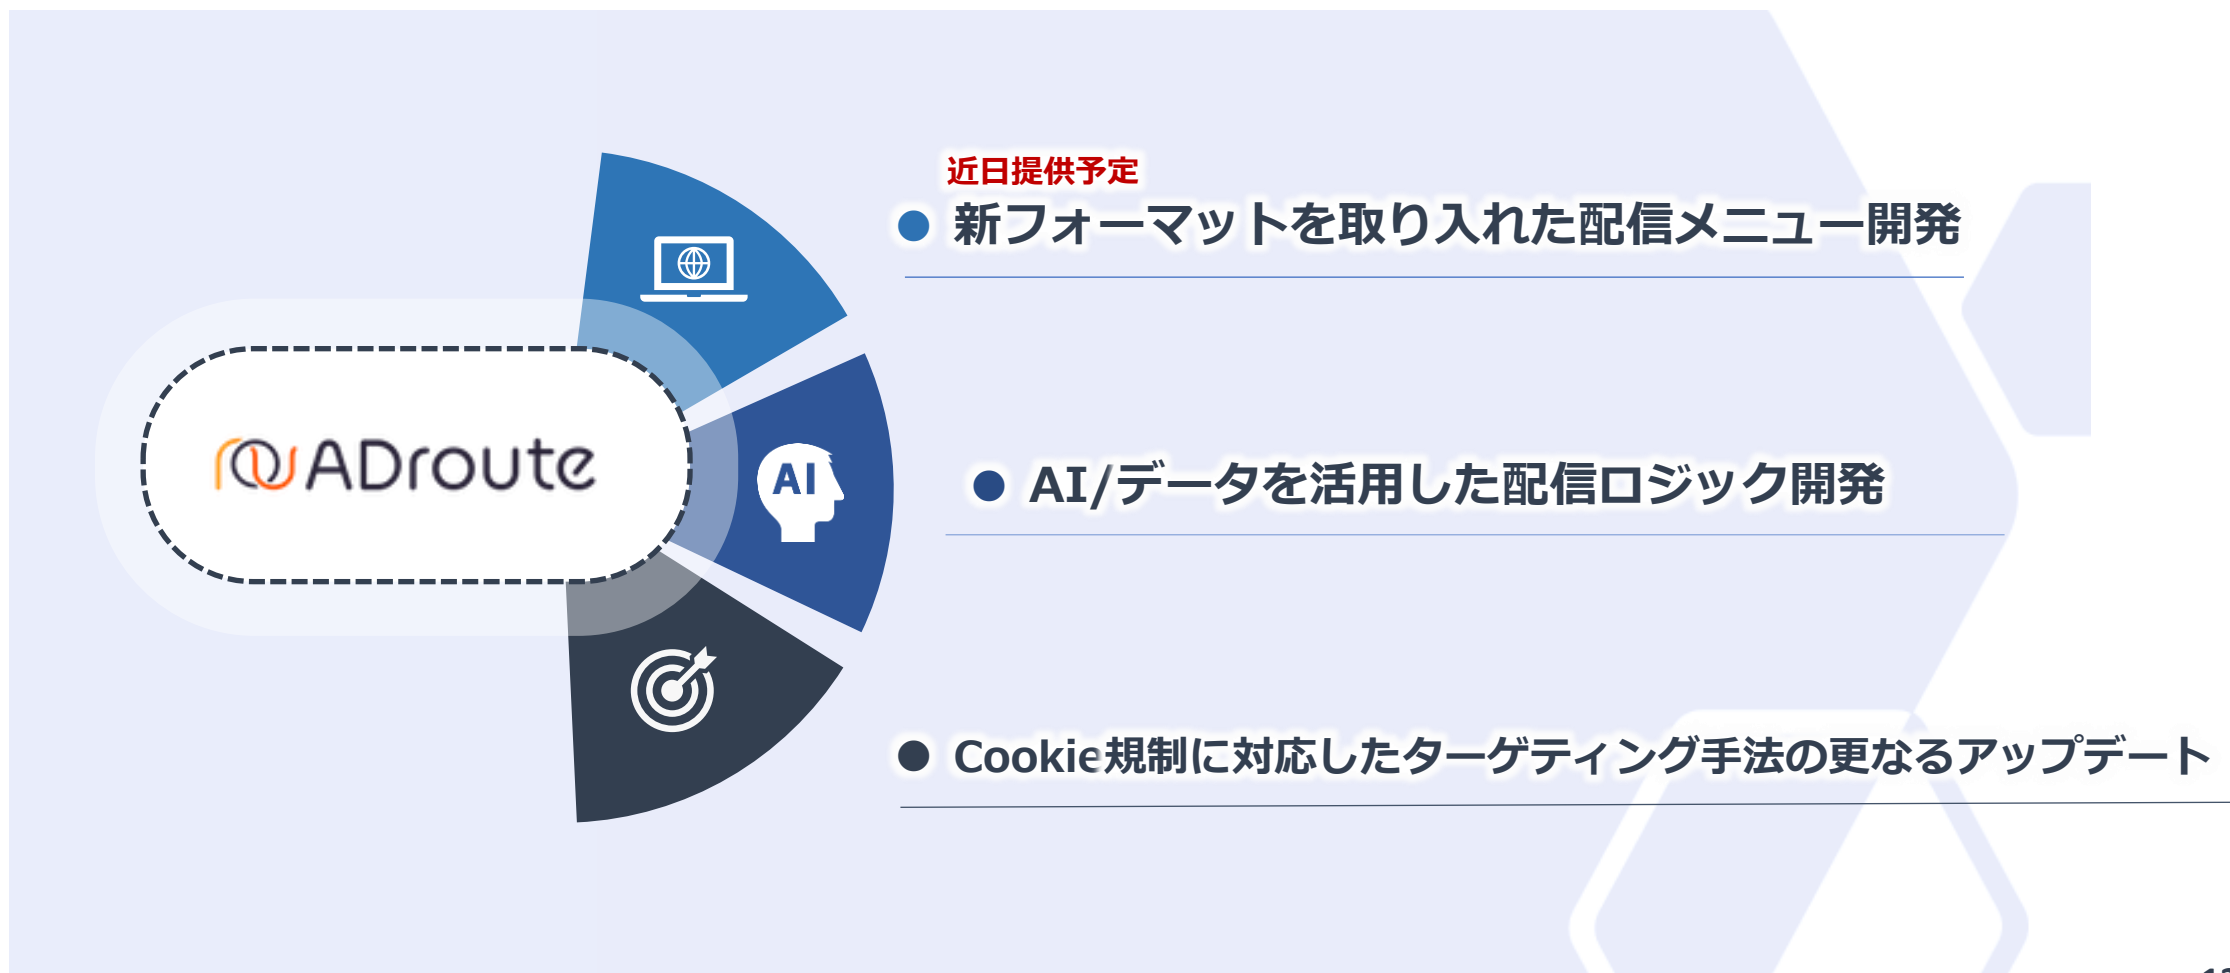 近日提供予定
● 新フォーマットを取り入れた配信メニュー開発
ADroute
AI
● AI/データを活用した配信ロジック開発
● Cookie規制に対応したターゲティング手法の更なるアップデート